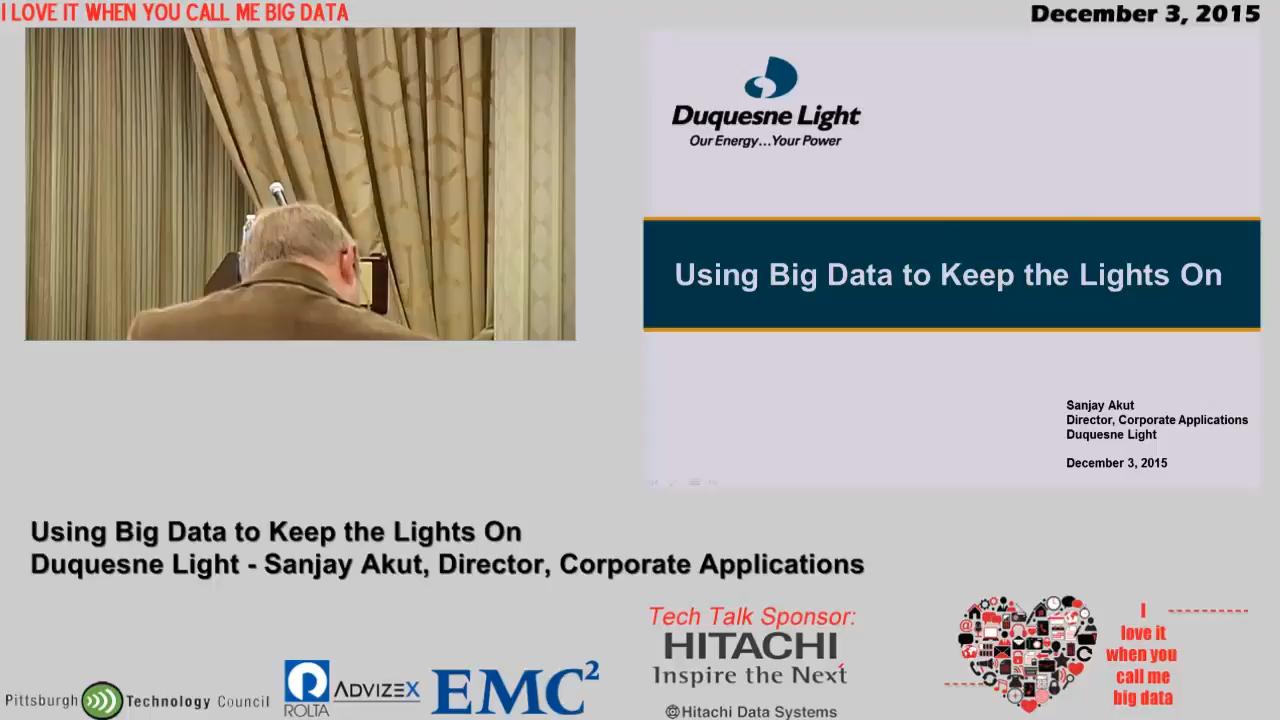 I LOVE IT WHEN YOU CALL ME BIG DATA
December 3, 2015
Duquesne Light
Our Energy...Your Power
Using Big Data to Keep the Lights On
Sanjay Akut
Director, Corporate Applications
Duquesne Light
December 3, 2015
Using Big Data to Keep the Lights On
Duquesne Light - Sanjay Akut, Director, Corporate Applications
Tech Talk Sponsor:
HITACHI
Inspire the Next
@Hitachi Data Systems
Pittsburgh Technology Council
ROLTA
ADVIZEX
EMC²
I
love it
when you
call me
big data